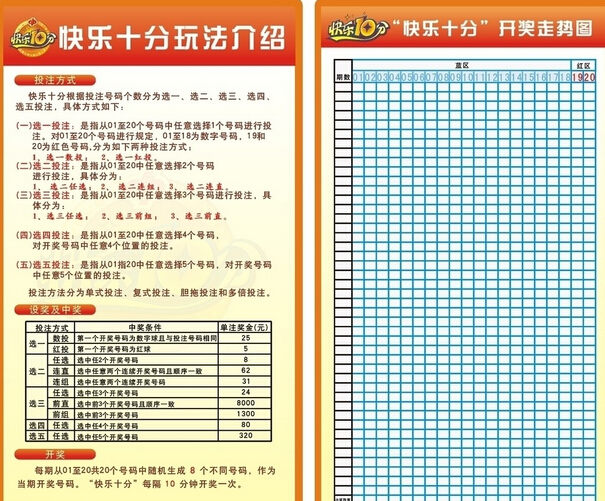 快乐10分
快乐十分玩法介绍
投注方式
快乐十分根据投注号码个数分为选一、选二、选三、选四、
选五投注，具体方式如下：
(一)选一投注：是指从01至20个号码中任意选择1个号码进行投
注。对01至20个号码进行规定，01至18为数字号码，19和
20为红色号码,分为如下两种投注方式：
1、选一数投； 2、选一红投。
(二)选二投注：是指从01至20中任意选择2个号码
进行投注，具体分为：
1、选二任选； 2、选二连组； 3、选二连直。
(三)选三投注：是指从01至20中任意选择3个号码进行投注，具
体分为：
1、选三任选； 2、选三前组； 3、选三前直。
(四)选四投注：是指从01至20中任意选择4个号码，
对开奖号码中任意4个位置的投注。
(五)选五投注：是指从01指20中任意选择5个号码，对开奖号码
中任意5个位置的投注。
投注方法分为单式投注、复式投注、胆拖投注和多倍投注。
设奖及中奖
投注方式 中奖条件 单注奖金(元)
选一 数投 第一个开奖号码为数字球且与投注号码相同 25
红投 第一个开奖号码为红球 5
选二 任选 选中任2个开奖号码 8
连直 选中任意两个连续开奖号码且顺序一致 62
连组 选中任意两个连续开奖号码 31
选三 任选 选中任意3个开奖号码 24
前直 选中前3个开奖号码且顺序一致 8000
前组 选中前3个开奖号码 1300
选四 任选 选中任4个开奖号码 80
选五 任选 选中任5个开奖号码 320
开奖
每期从01至20共20个号码中随机生成 8 个不同号码，作为
当期开奖号码。“快乐十分”每隔 10 分钟开奖一次。
快乐10分
“快乐十分”开奖走势图
期数 蓝区 红区
01 02 03 04 05 06 07 08 09 10 11 12 13 14 15 16 17 18 19 20